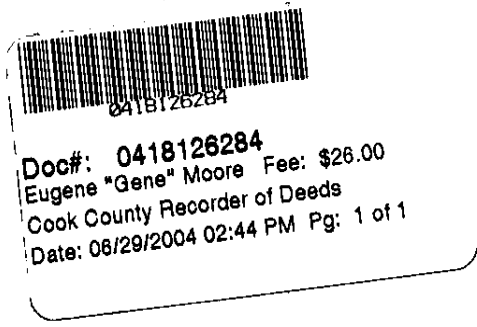 0418126284
Doc#: 0418126284
Eugene "Gene" Moore Fee: $26.00
Cook County Recorder of Deeds
Date: 06/29/2004 02:44 PM Pg: 1 of 1